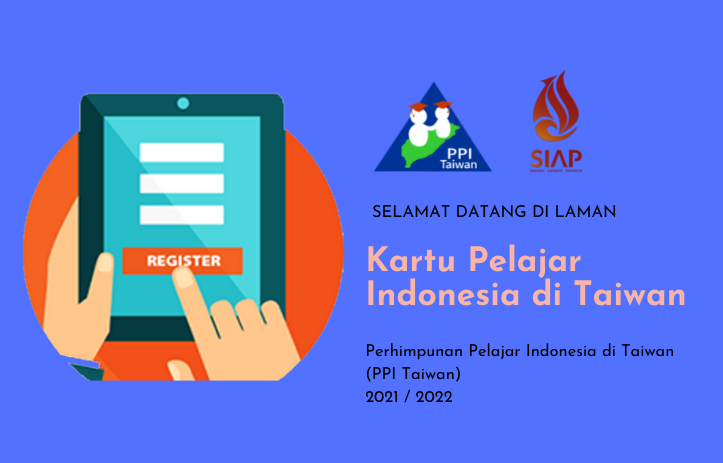 PPI
Taiwan
SIAP
SELAMAT DATANG DI LAMAN
Kartu Pelajar
Indonesia di Taiwan
REGISTER
Perhimpunan Pelajar Indonesia di Taiwan
(PPI Taiwan)
2021 / 2022